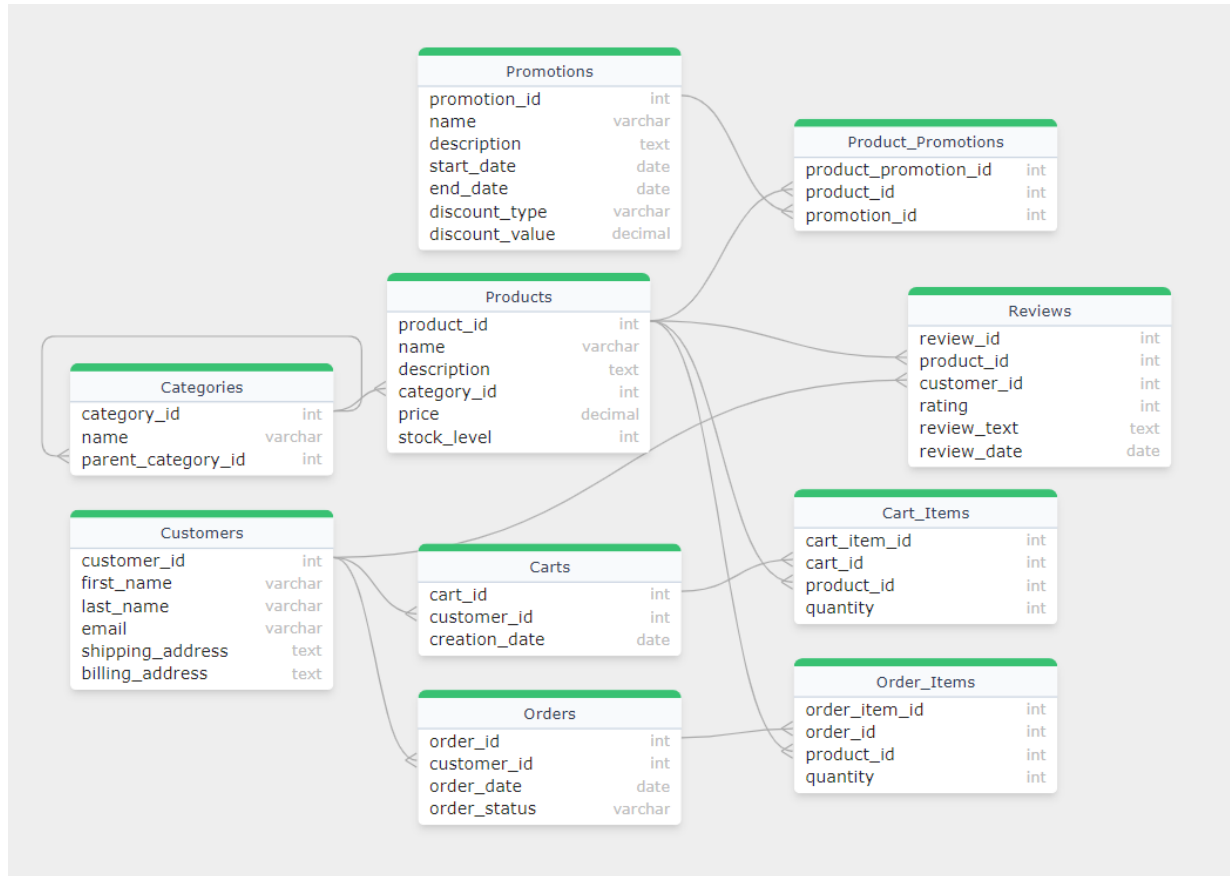 Promotions
promotion_id int
name varchar
description text
start_date date
end_date date
discount_type varchar
discount_value decimal
Product_Promotions
product_promotion_id int
product_id int
promotion_id int
Products
product_id int
name varchar
description text
category_id int
price decimal
stock_level int
Reviews
review_id int
product_id int
customer_id int
rating int
review_text text
review_date date
Categories
category_id int
name varchar
parent_category_id int
Customers
customer_id int
first_name varchar
last_name varchar
email varchar
shipping_address text
billing_address text
Carts
cart_id int
customer_id int
creation_date date
Cart_Items
cart_item_id int
cart_id int
product_id int
quantity int
Orders
order_id int
customer_id int
order_date date
order_status varchar
Order_Items
order_item_id int
order_id int
product_id int
quantity int